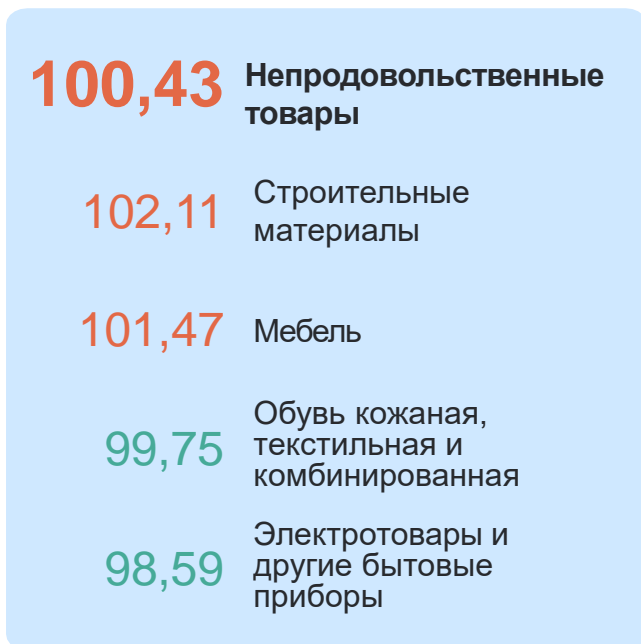 100,43 Непродовольственные
товары
102,11 Строительные
материалы
101,47 Мебель
99,75 Обувь кожаная,
текстильная и
комбинированная
98,59 Электротовары и
другие бытовые
приборы